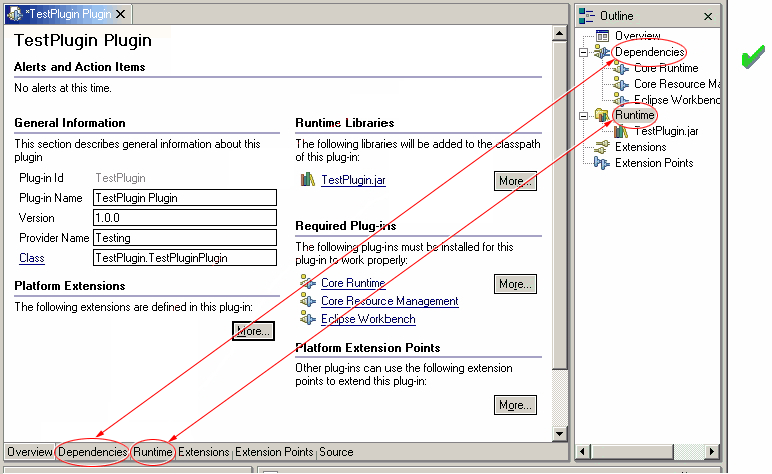 *TestPlugin Plugin
TestPlugin Plugin
Alerts and Action Items
No alerts at this time.
General Information
This section describes general information about this
plugin
Plug-in Id TestPlugin
Plug-in Name TestPlugin Plugin
Version 1.0.0
Provider Name Testing
Class TestPlugin.TestPluginPlugin
Platform Extensions
The following extensions are defined in this plug-in:
More...
Runtime Libraries
The following libraries will be added to the classpath
of this plug-in:
TestPlugin.jar More...
Required Plug-ins
The following plug-ins must be installed for this
plug-in to work properly:
Core Runtime More...
Core Resource Management
Eclipse Workbench
Platform Extension Points
Other plug-ins can use the following extension
points to extend this plug-in:
More...
Overview Dependencies Runtime Extensions Extension Points Source
Outline
Overview
Dependencies
Core Runtime
Core Resource Ma
Eclipse Workbenc
Runtime
TestPlugin.jar
Extensions
Extension Points